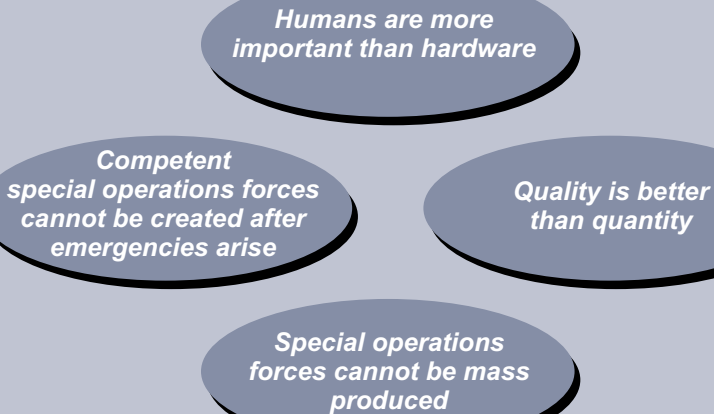 Humans are more
important than hardware
Competent
special operations forces
cannot be created after
emergencies arise
Quality is better
than quantity
Special operations
forces cannot be mass
produced